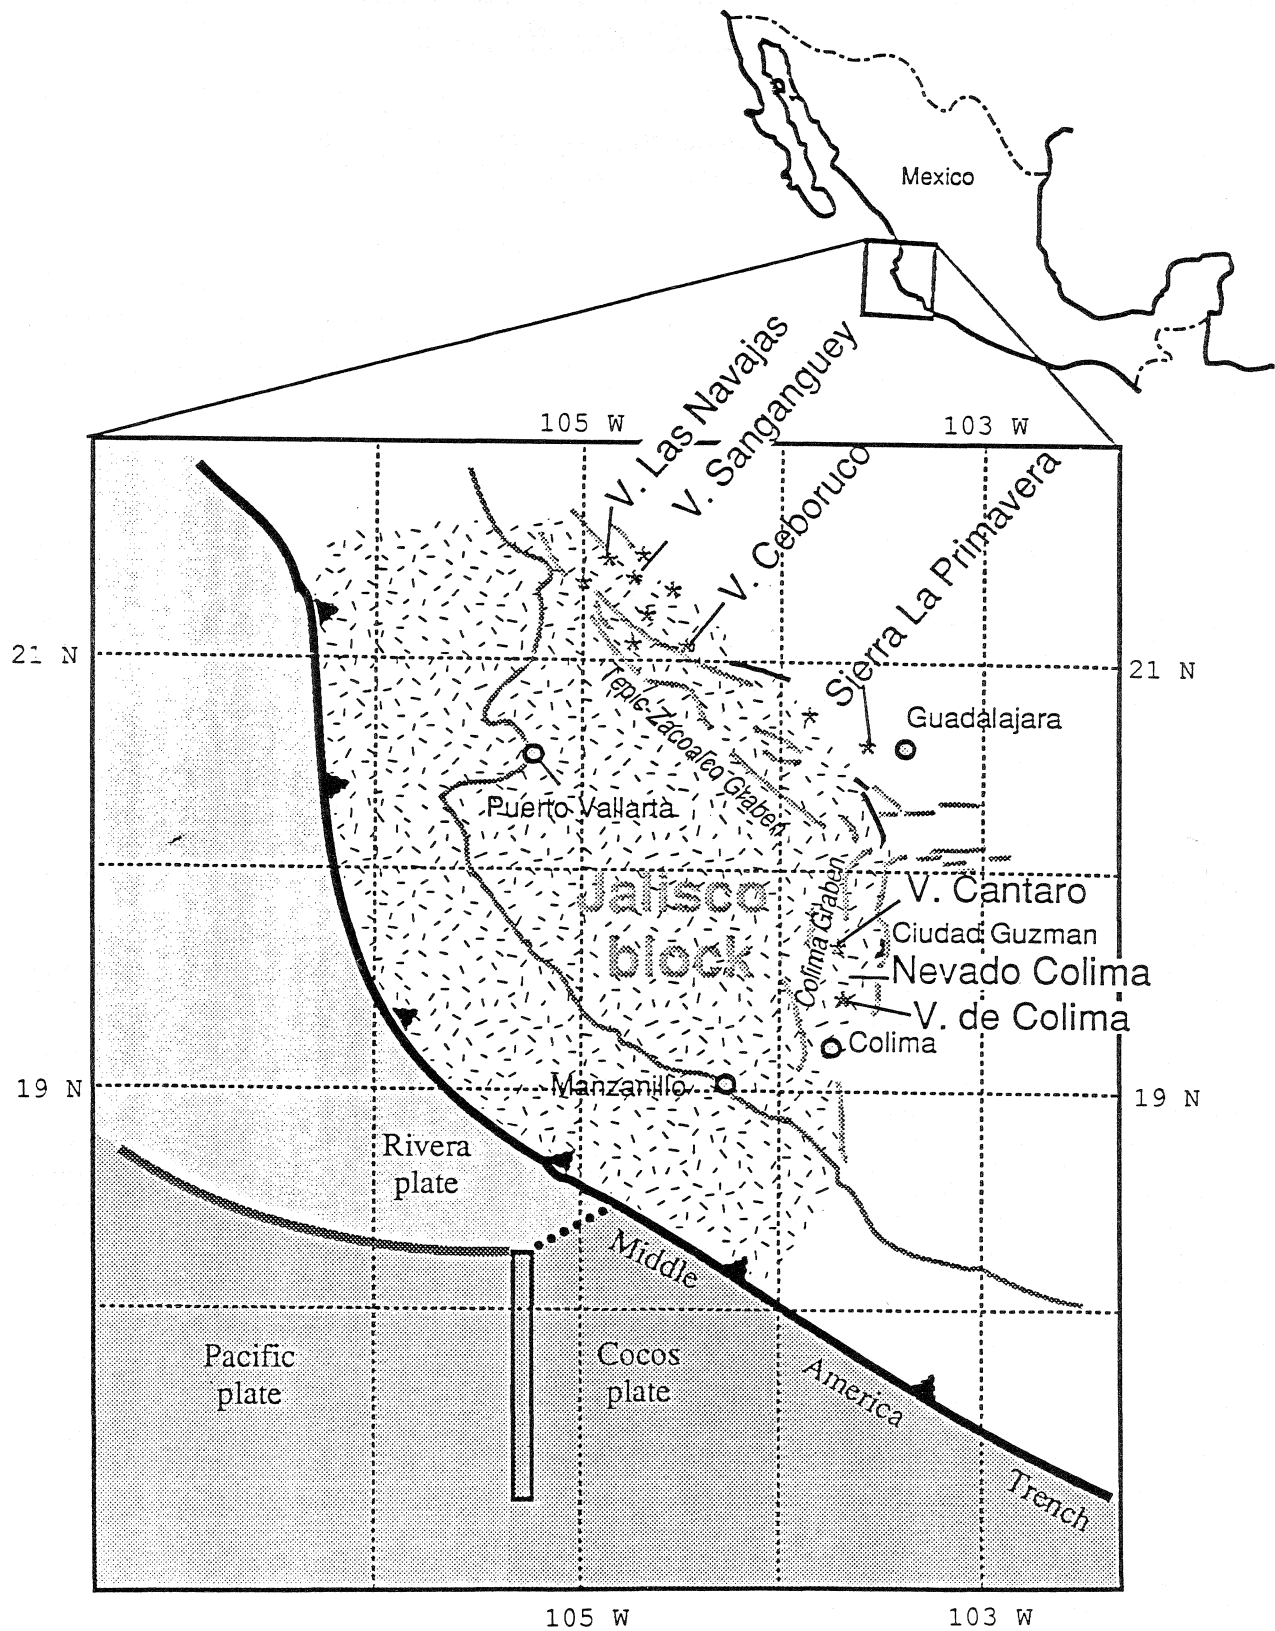 Mexico
105 W
103 W
V. Las Navajas
V. Sanganguey
V. Ceboruco
Sierra La Primavera
21 N
21 N
Tepic-Zacoalco Graben
Guadalajara
Puerto Vallarta
Jalisco
block
Colima Graben
V. Cantaro
Ciudad Guzman
Nevado Colima
V. de Colima
Colima
Manzanillo
19 N
19 N
Rivera
plate
Middle
America
Trench
Pacific
plate
Cocos
plate
105 W
103 W